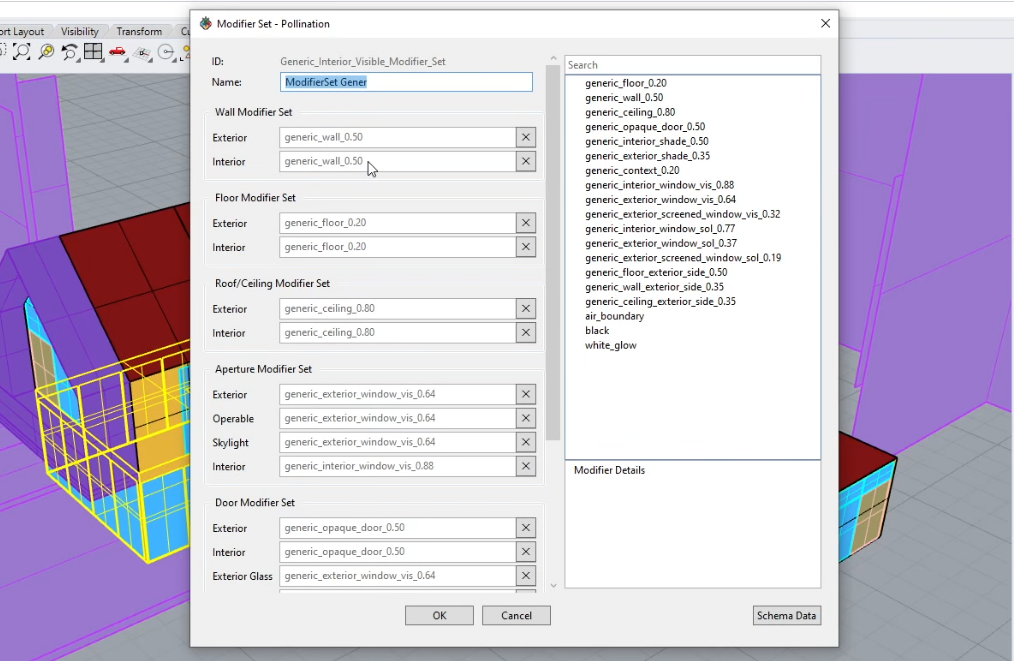 Modifier Set - Pollination
ort Layout Visibility Transform
ID: Generic_Interior_Visible_Modifier_Set
Name: ModifierSet Gener
Wall Modifier Set
Exterior generic_wall_0.50
Interior generic_wall_0.50
Floor Modifier Set
Exterior generic_floor_0.20
Interior generic_floor_0.20
Roof/Ceiling Modifier Set
Exterior generic_ceiling_0.80
Interior generic_ceiling_0.80
Aperture Modifier Set
Exterior generic_exterior_window_vis_0.64
Operable generic_exterior_window_vis_0.64
Skylight generic_exterior_window_vis_0.64
Interior generic_interior_window_vis_0.88
Door Modifier Set
Exterior generic_opaque_door_0.50
Interior generic_opaque_door_0.50
Exterior Glass generic_exterior_window_vis_0.64
Search
generic_floor_0.20
generic_wall_0.50
generic_ceiling_0.80
generic_opaque_door_0.50
generic_interior_shade_0.50
generic_exterior_shade_0.35
generic_context_0.20
generic_interior_window_vis_0.88
generic_exterior_window_vis_0.64
generic_exterior_screened_window_vis_0.32
generic_interior_window_sol_0.77
generic_exterior_window_sol_0.37
generic_exterior_screened_window_sol_0.19
generic_floor_exterior_side_0.50
generic_wall_exterior_side_0.35
generic_ceiling_exterior_side_0.35
air_boundary
black
white_glow
Modifier Details
OK Cancel Schema Data